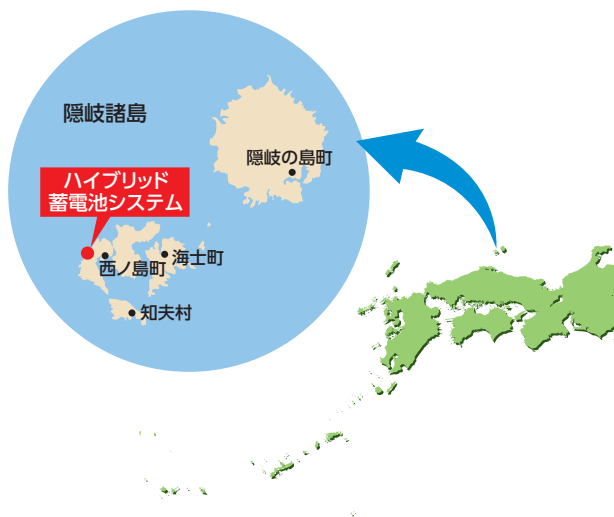 隠岐諸島
隠岐の島町
ハイブリッド
蓄電池システム
西ノ島町
海士町
知夫村